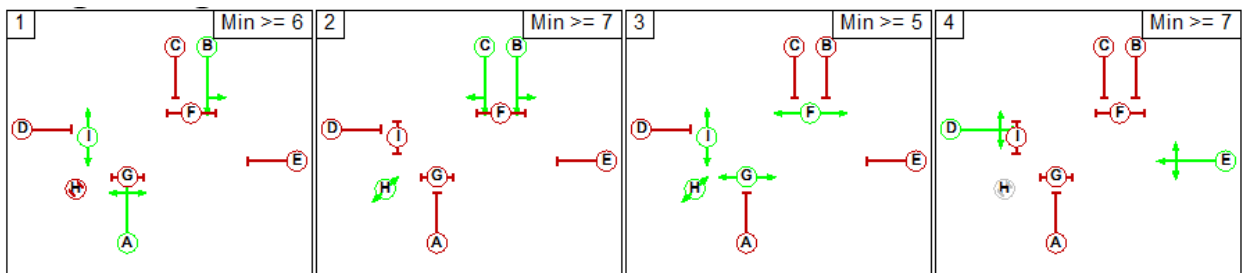 1 Min >= 6
C B
F
D I
E
H G
A
2 Min >= 7
C B
F
D I
E
H G
A
3 Min >= 5
C B
F
D I
E
H G
A
4 Min >= 7
C B
F
D I
E
H G
A